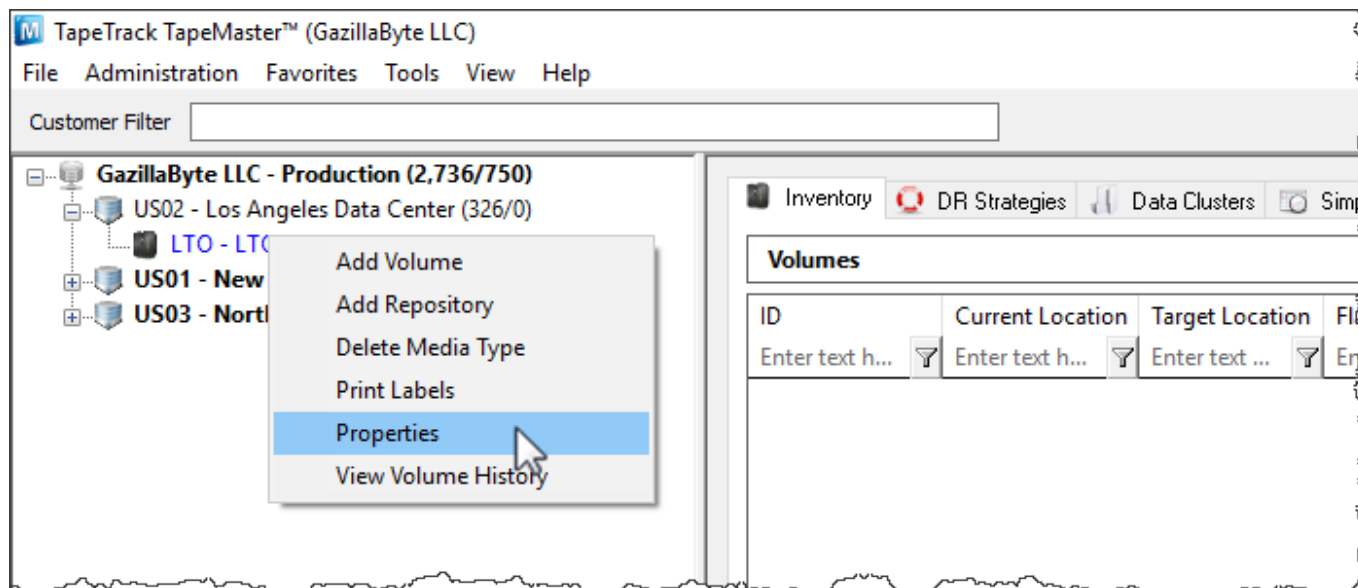 M TapeTrack TapeMaster™ (GazillaByte LLC)
File Administration Favorites Tools View Help
Customer Filter
GazillaByte LLC - Production (2,736/750)
US02 - Los Angeles Data Center (326/0)
LTO - LTO
US01 - New
US03 - North
Add Volume
Add Repository
Delete Media Type
Print Labels
Properties
View Volume History
Inventory DR Strategies Data Clusters Simp
Volumes
ID Current Location Target Location
Enter text h... Enter text h... Enter text ...